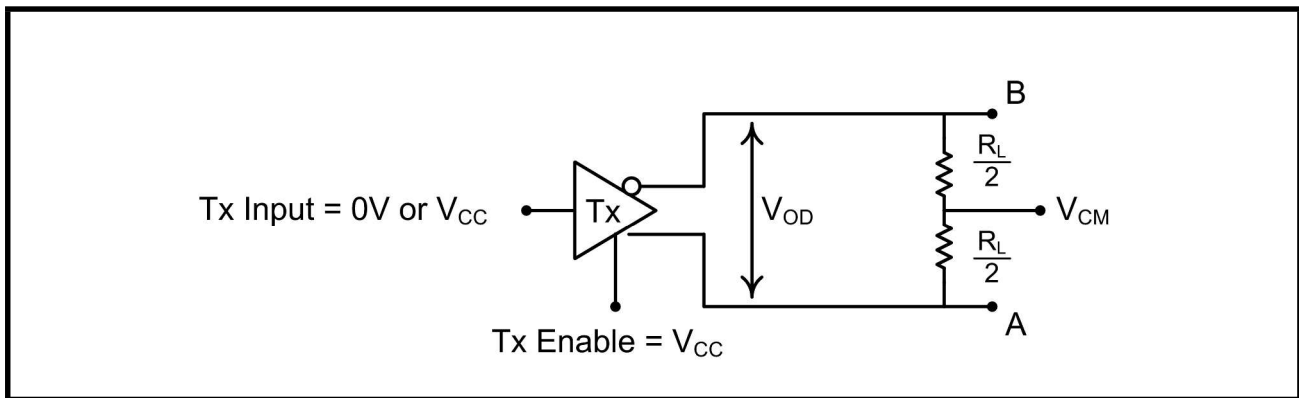 B
R_L/2
Tx Input = 0V or V_CC
Tx
V_OD
V_CM
R_L/2
A
Tx Enable = V_CC